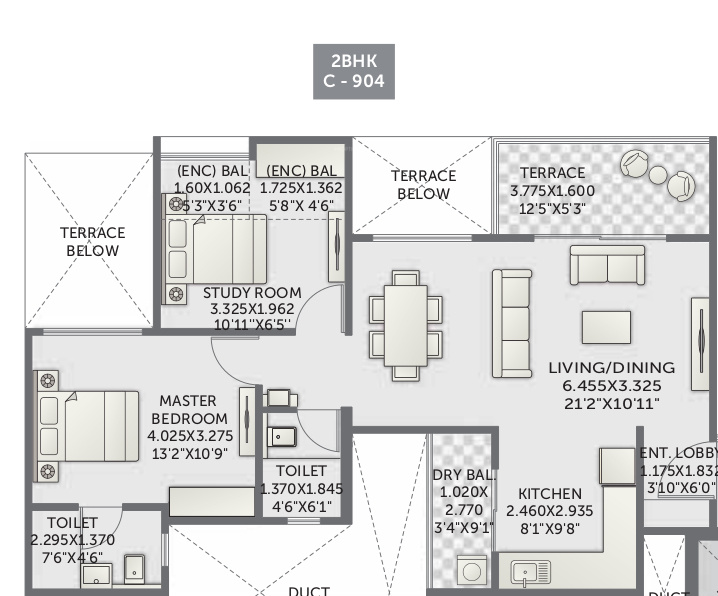 2BHK
C - 904
(ENC) BAL
1.60X1.062
5'3"X3'6"
(ENC) BAL
1.725X1.362
5'8"X 4'6"
TERRACE
BELOW
TERRACE
3.775X1.600
12'5"X5'3"
TERRACE
BELOW
STUDY ROOM
3.325X1.962
10'11"X6'5"
LIVING/DINING
6.455X3.325
21'2"X10'11"
MASTER
BEDROOM
4.025X3.275
13'2"X10'9"
TOILET
1.370X1.845
4'6"X6'1"
DRY BAL.
1.020X
2.770
3'4"X9'1"
KITCHEN
2.460X2.935
8'1"X9'8"
ENT. LOBBY
1.175X1.832
3'10"X6'0"
TOILET
2.295X1.370
7'6"X4'6"
DUCT
DUCT